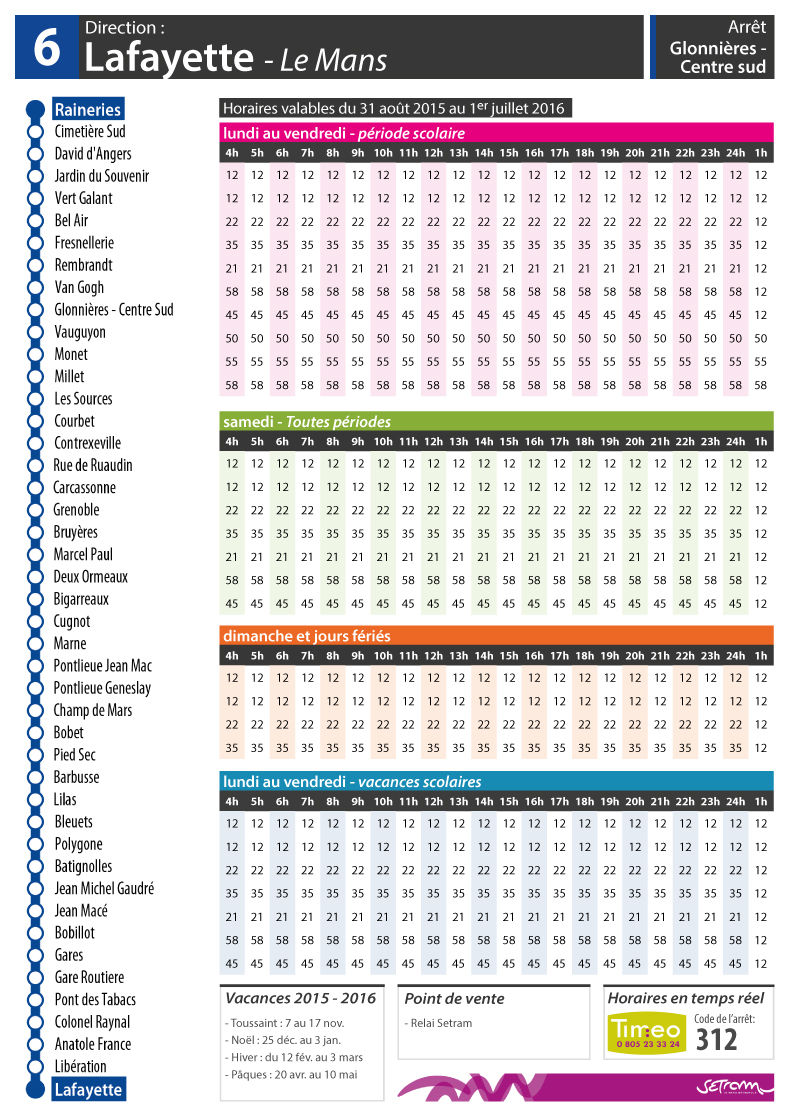 6
Direction :
Lafayette - Le Mans
Arrêt
Glonnières -
Centre sud
Raineries
Cimetière Sud
David d'Angers
Jardin du Souvenir
Vert Galant
Bel Air
Fresnellerie
Rembrandt
Van Gogh
Glonnières - Centre Sud
Vauguyon
Monet
Millet
Les Sources
Courbet
Contrexeville
Rue de Ruaudin
Carcassonne
Grenoble
Bruyères
Marcel Paul
Deux Ormeaux
Bigarreaux
Cugnot
Marne
Pontlieue Jean Mac
Pontlieue Geneslay
Champ de Mars
Bobet
Pied Sec
Barbusse
Lilas
Bleuets
Polygone
Batignolles
Jean Michel Gaudré
Jean Macé
Bobillot
Gares
Gare Routiere
Pont des Tabacs
Colonel Raynal
Anatole France
Libération
Lafayette
Horaires valables du 31 août 2015 au 1er juillet 2016
lundi au vendredi - période scolaire
4h 5h 6h 7h 8h 9h 10h 11h 12h 13h 14h 15h 16h 17h 18h 19h 20h 21h 22h 23h 24h 1h
12 12 12 12 12 12 12 12 12 12 12 12 12 12 12 12 12 12 12 12 12 12
12 12 12 12 12 12 12 12 12 12 12 12 12 12 12 12 12 12 12 12 12 12
22 22 22 22 22 22 22 22 22 22 22 22 22 22 22 22 22 22 22 22 22 12
35 35 35 35 35 35 35 35 35 35 35 35 35 35 35 35 35 35 35 35 35 12
21 21 21 21 21 21 21 21 21 21 21 21 21 21 21 21 21 21 21 21 21 12
58 58 58 58 58 58 58 58 58 58 58 58 58 58 58 58 58 58 58 58 58 12
45 45 45 45 45 45 45 45 45 45 45 45 45 45 45 45 45 45 45 45 45 12
50 50 50 50 50 50 50 50 50 50 50 50 50 50 50 50 50 50 50 50 50 50
55 55 55 55 55 55 55 55 55 55 55 55 55 55 55 55 55 55 55 55 55 55
58 58 58 58 58 58 58 58 58 58 58 58 58 58 58 58 58 58 58 58 58 58
samedi - Toutes périodes
4h 5h 6h 7h 8h 9h 10h 11h 12h 13h 14h 15h 16h 17h 18h 19h 20h 21h 22h 23h 24h 1h
12 12 12 12 12 12 12 12 12 12 12 12 12 12 12 12 12 12 12 12 12 12
12 12 12 12 12 12 12 12 12 12 12 12 12 12 12 12 12 12 12 12 12 12
22 22 22 22 22 22 22 22 22 22 22 22 22 22 22 22 22 22 22 22 22 12
35 35 35 35 35 35 35 35 35 35 35 35 35 35 35 35 35 35 35 35 35 12
21 21 21 21 21 21 21 21 21 21 21 21 21 21 21 21 21 21 21 21 21 12
58 58 58 58 58 58 58 58 58 58 58 58 58 58 58 58 58 58 58 58 58 12
45 45 45 45 45 45 45 45 45 45 45 45 45 45 45 45 45 45 45 45 45 12
dimanche et jours fériés
4h 5h 6h 7h 8h 9h 10h 11h 12h 13h 14h 15h 16h 17h 18h 19h 20h 21h 22h 23h 24h 1h
12 12 12 12 12 12 12 12 12 12 12 12 12 12 12 12 12 12 12 12 12 12
12 12 12 12 12 12 12 12 12 12 12 12 12 12 12 12 12 12 12 12 12 12
22 22 22 22 22 22 22 22 22 22 22 22 22 22 22 22 22 22 22 22 22 12
35 35 35 35 35 35 35 35 35 35 35 35 35 35 35 35 35 35 35 35 35 12
lundi au vendredi - vacances scolaires
4h 5h 6h 7h 8h 9h 10h 11h 12h 13h 14h 15h 16h 17h 18h 19h 20h 21h 22h 23h 24h 1h
12 12 12 12 12 12 12 12 12 12 12 12 12 12 12 12 12 12 12 12 12 12
12 12 12 12 12 12 12 12 12 12 12 12 12 12 12 12 12 12 12 12 12 12
22 22 22 22 22 22 22 22 22 22 22 22 22 22 22 22 22 22 22 22 22 12
35 35 35 35 35 35 35 35 35 35 35 35 35 35 35 35 35 35 35 35 35 12
21 21 21 21 21 21 21 21 21 21 21 21 21 21 21 21 21 21 21 21 21 12
58 58 58 58 58 58 58 58 58 58 58 58 58 58 58 58 58 58 58 58 58 12
45 45 45 45 45 45 45 45 45 45 45 45 45 45 45 45 45 45 45 45 45 12
Vacances 2015 - 2016
- Toussaint : 7 au 17 nov.
- Noël : 25 déc. au 3 jan.
- Hiver : du 12 fév. au 3 mars
- Pâques : 20 avr. au 10 mai
Point de vente
- Relai Setram
Horaires en temps réel
Tim:eo
0 805 23 33 24
Code de l'arrêt:
312
SETRAM